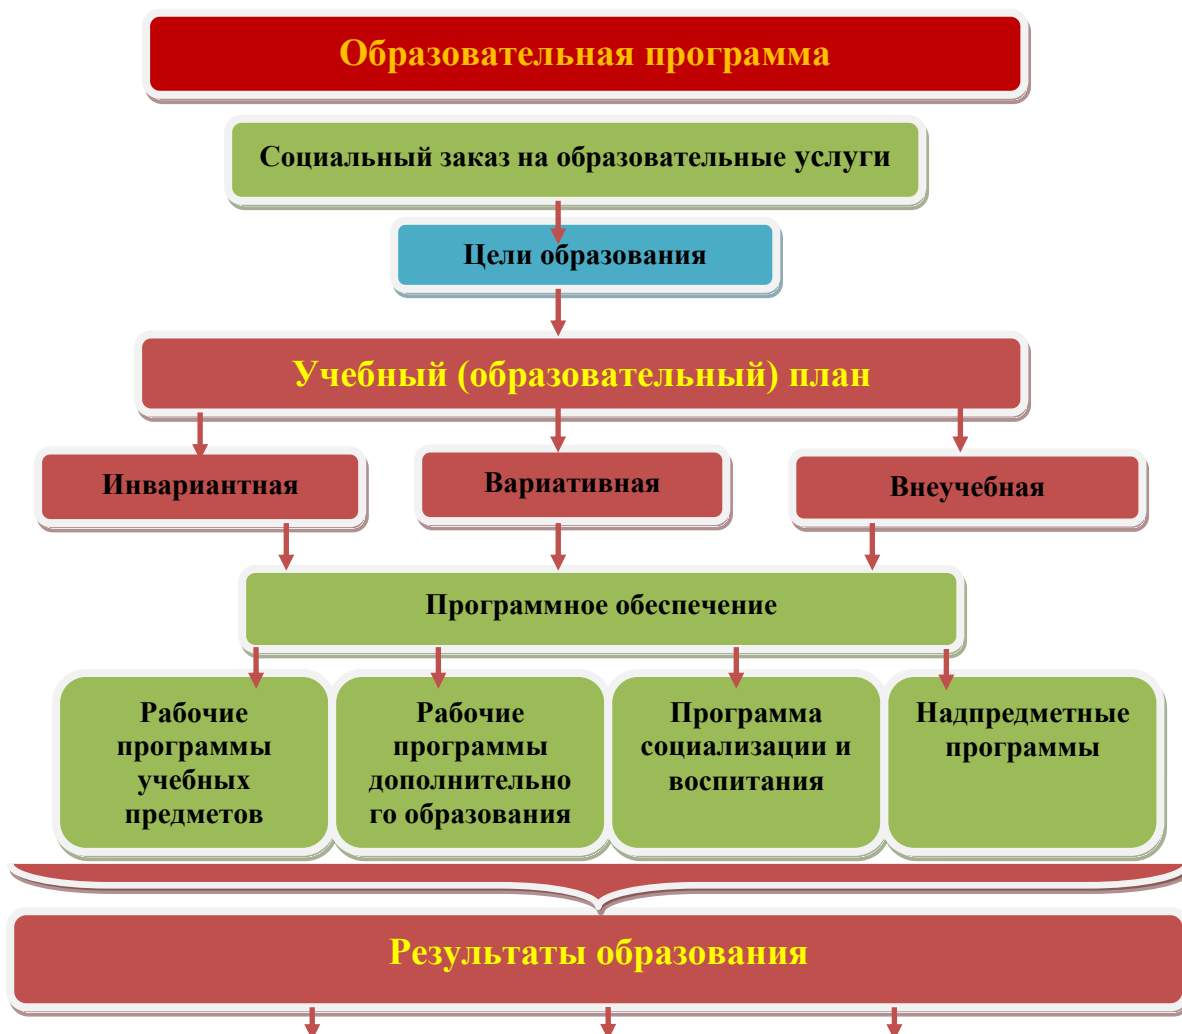 Образовательная программа
Социальный заказ на образовательные услуги
Цели образования
Учебный (образовательный) план
Инвариантная
Вариативная
Внеучебная
Программное обеспечение
Рабочие
программы
учебных
предметов
Рабочие
программы
дополнительно
го образования
Программа
социализации и
воспитания
Надпредметные
программы
Результаты образования